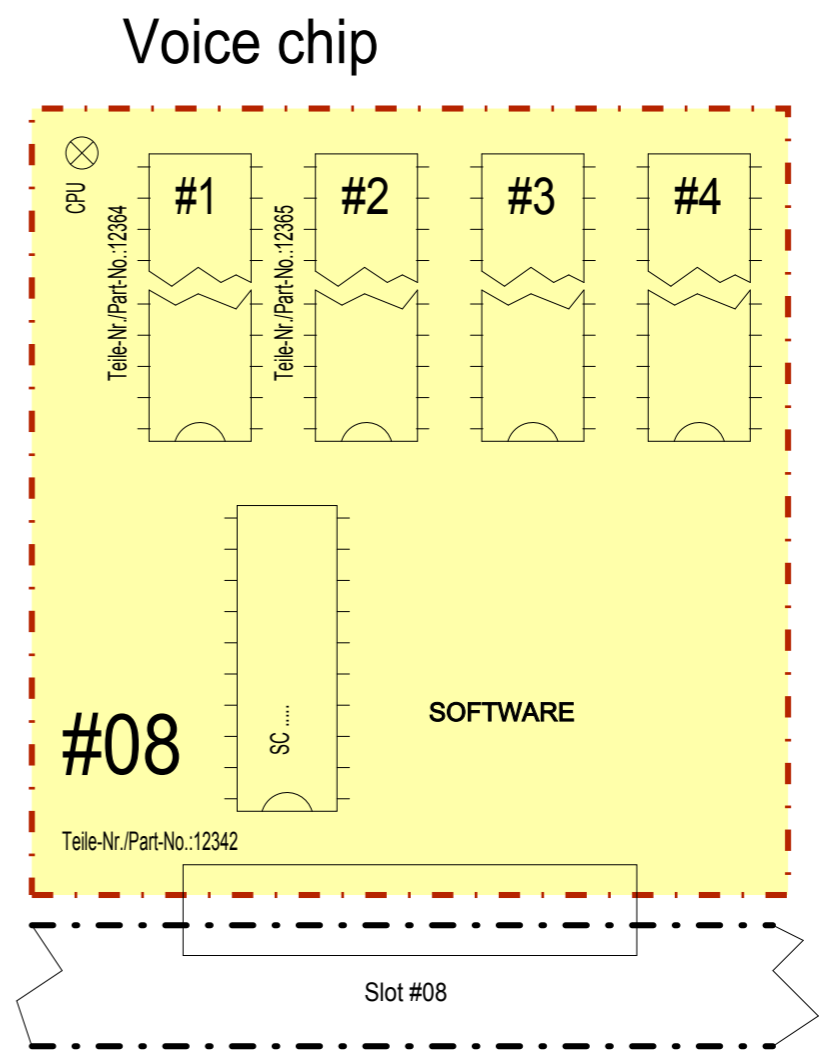 Voice chip
CPU
Teile-Nr./Part-No.:12364
#1
Teile-Nr./Part-No.:12365
#2
#3
#4
SC .....
SOFTWARE
#08
Teile-Nr./Part-No.:12342
Slot #08